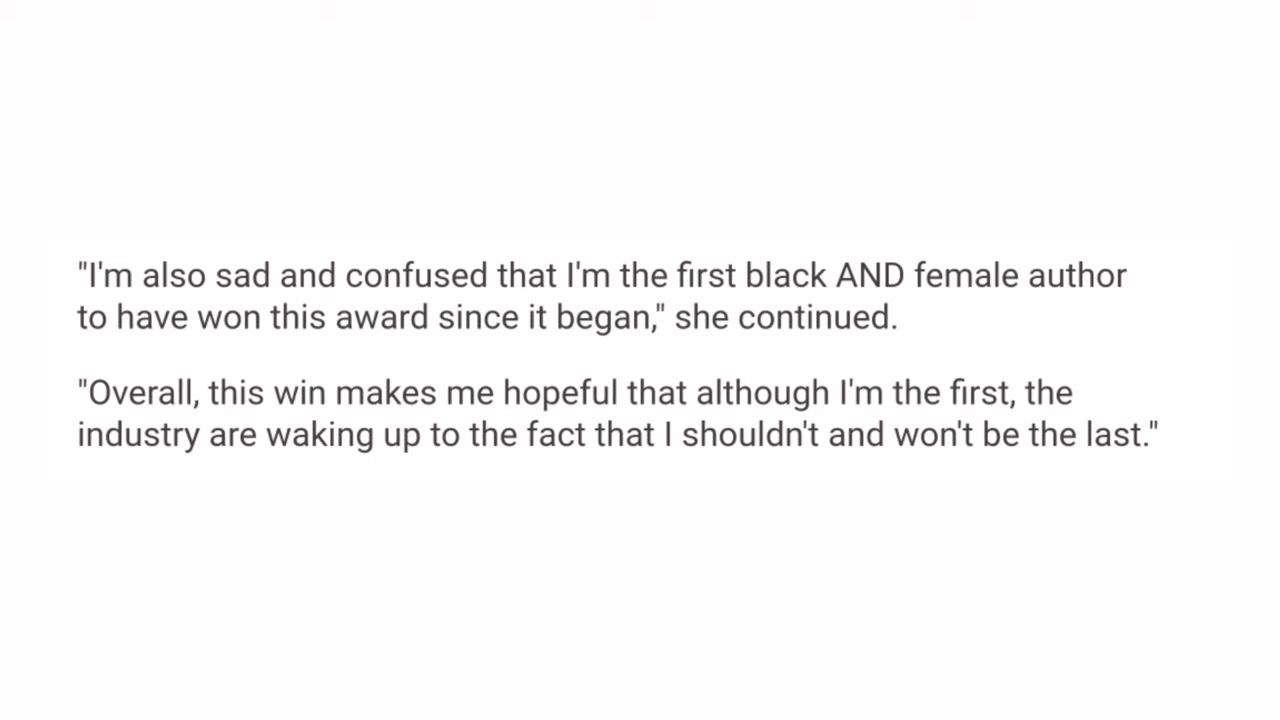 "I'm also sad and confused that I'm the first black AND female author
to have won this award since it began," she continued.
"Overall, this win makes me hopeful that although I'm the first, the
industry are waking up to the fact that I shouldn't and won't be the last."